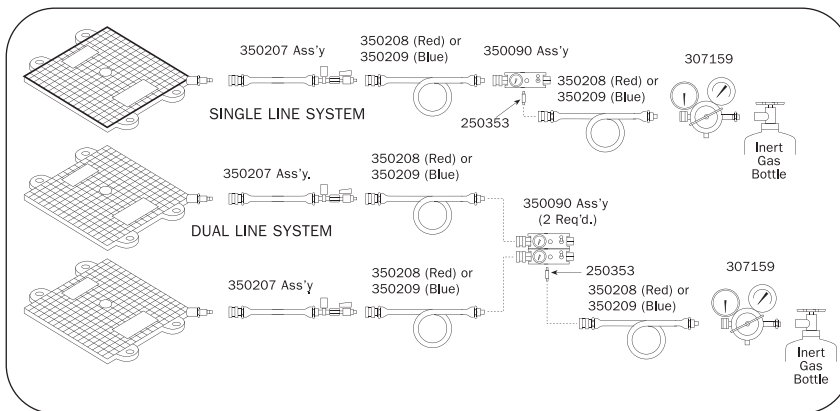 350207 Ass'y
350208 (Red) or
350209 (Blue)
350090 Ass'y
350208 (Red) or
350209 (Blue)
307159
250353
SINGLE LINE SYSTEM
Inert
Gas
Bottle
350207 Ass'y.
350208 (Red) or
350209 (Blue)
350090 Ass'y
(2 Req'd.)
DUAL LINE SYSTEM
350207 Ass'y
350208 (Red) or
350209 (Blue)
250353
350208 (Red) or
350209 (Blue)
307159
Inert
Gas
Bottle